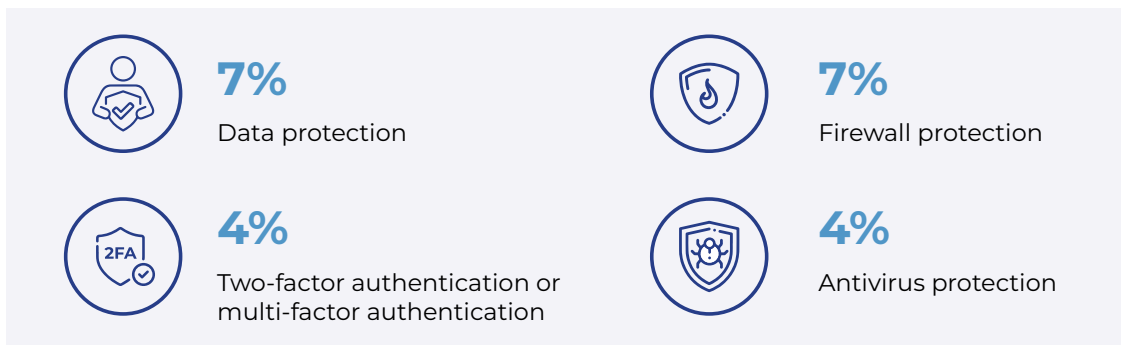 7%
Data protection
7%
Firewall protection
2FA
4%
Two-factor authentication or
multi-factor authentication
4%
Antivirus protection